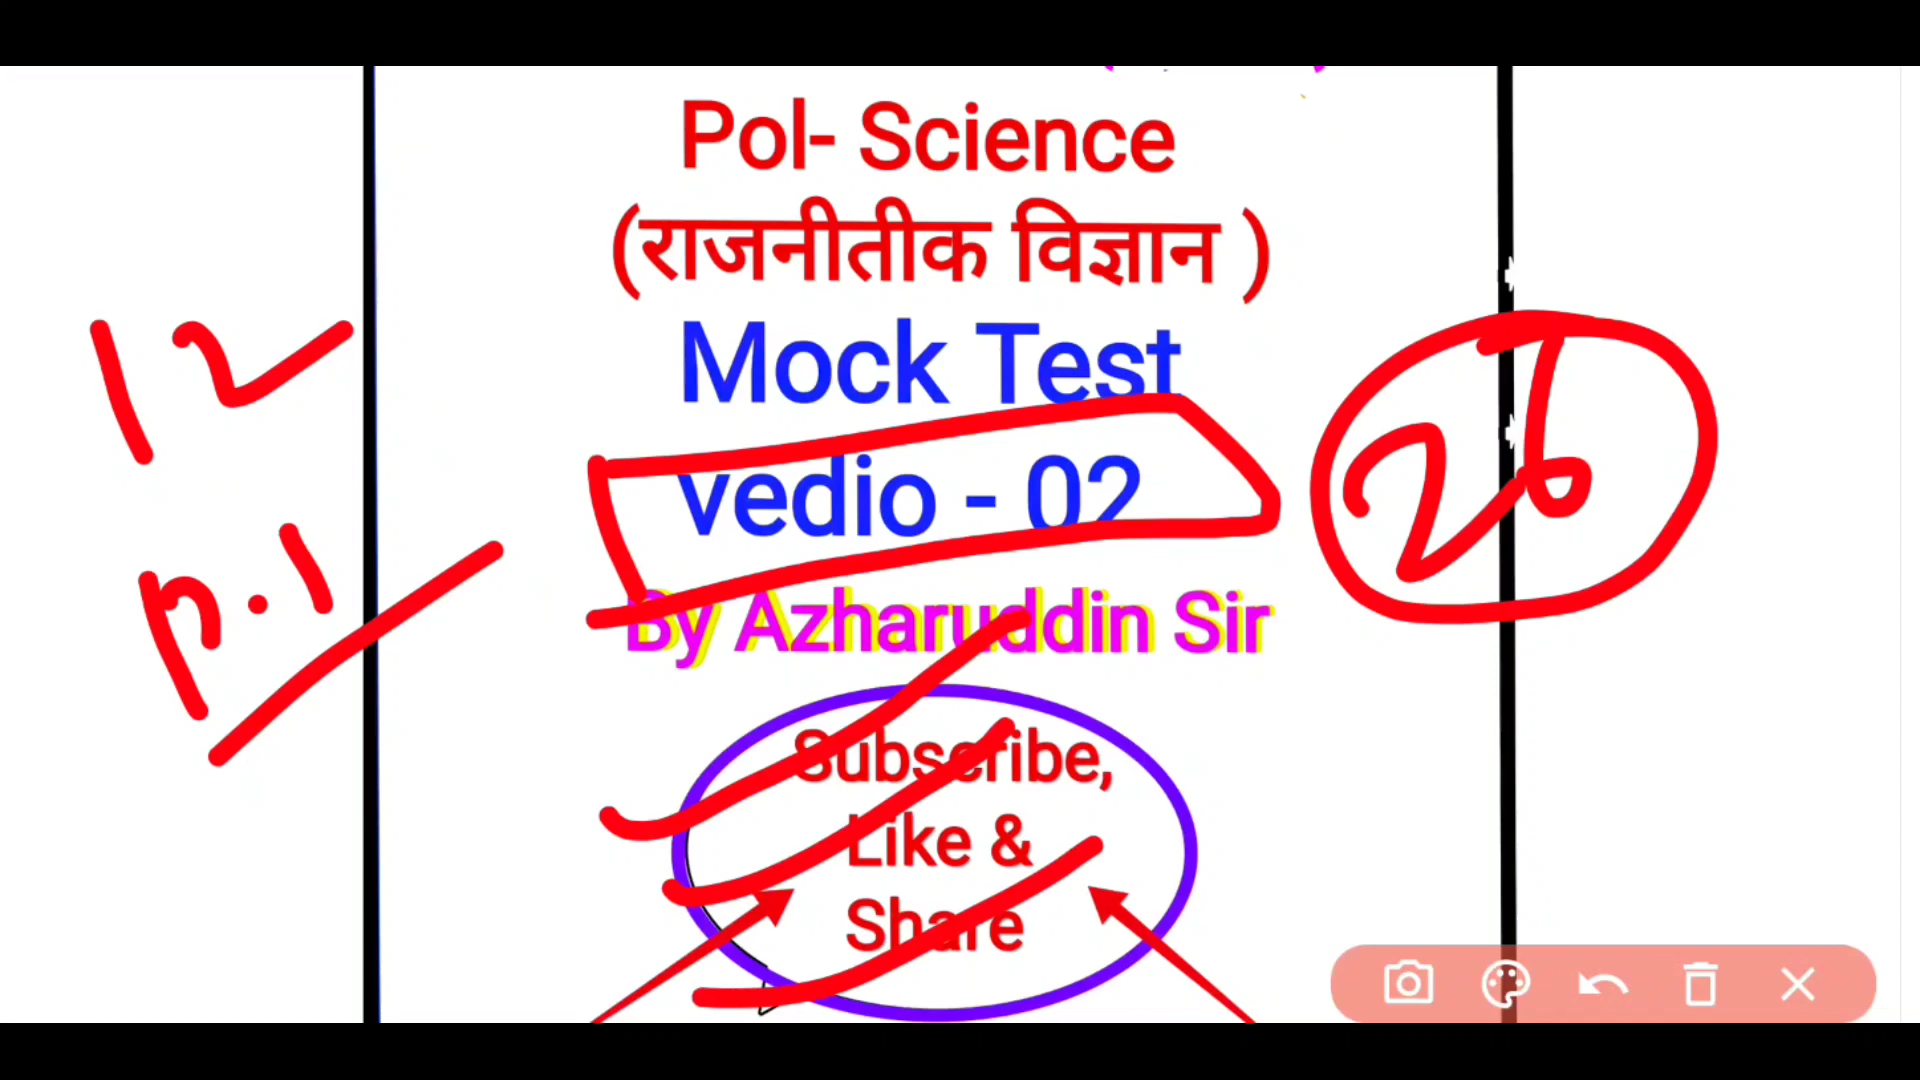 Pol- Science
(राजनीतीक विज्ञान )
Mock Test
vedio - 02
By Azharuddin Sir
Subscribe,
Like &
Share
12
p.1
26